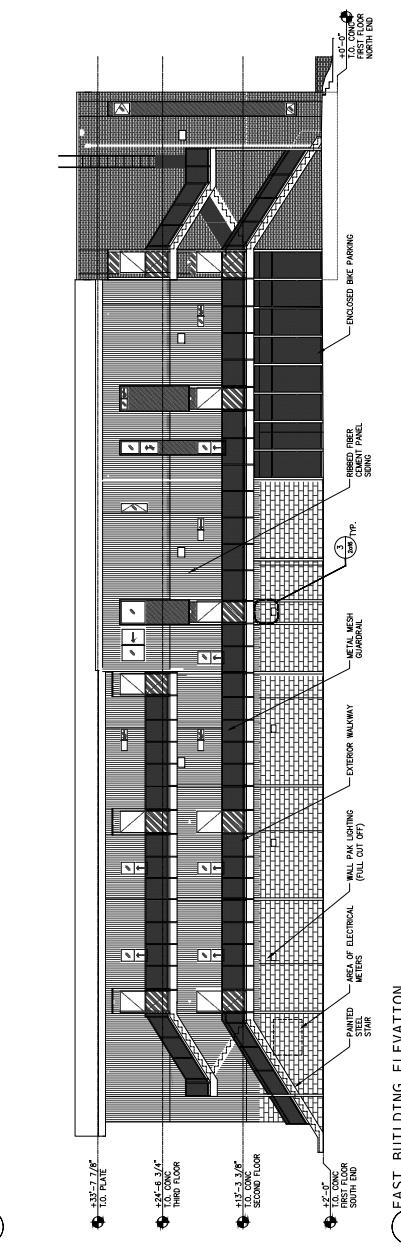 +0'-0"
T.O. CONC
FIRST FLOOR
NORTH END
ENCLOSED BIKE PARKING
RIBBED FIBER
CEMENT PANEL
SIDING
3
TYP.
METAL MESH
GUARDRAIL
EXTERIOR WALKWAY
WALL PAK LIGHTING
(FULL CUT OFF)
AREA OF ELECTRICAL
METERS
PAINTED
STEEL
STAIR
+33'-7 7/8"
T.O. PLATE
+24'-6 3/4"
T.O. CONC
THIRD FLOOR
+13'-3 3/8"
T.O. CONC
SECOND FLOOR
+2'-0"
T.O. CONC
FIRST FLOOR
SOUTH END
EAST BUILDING ELEVATION